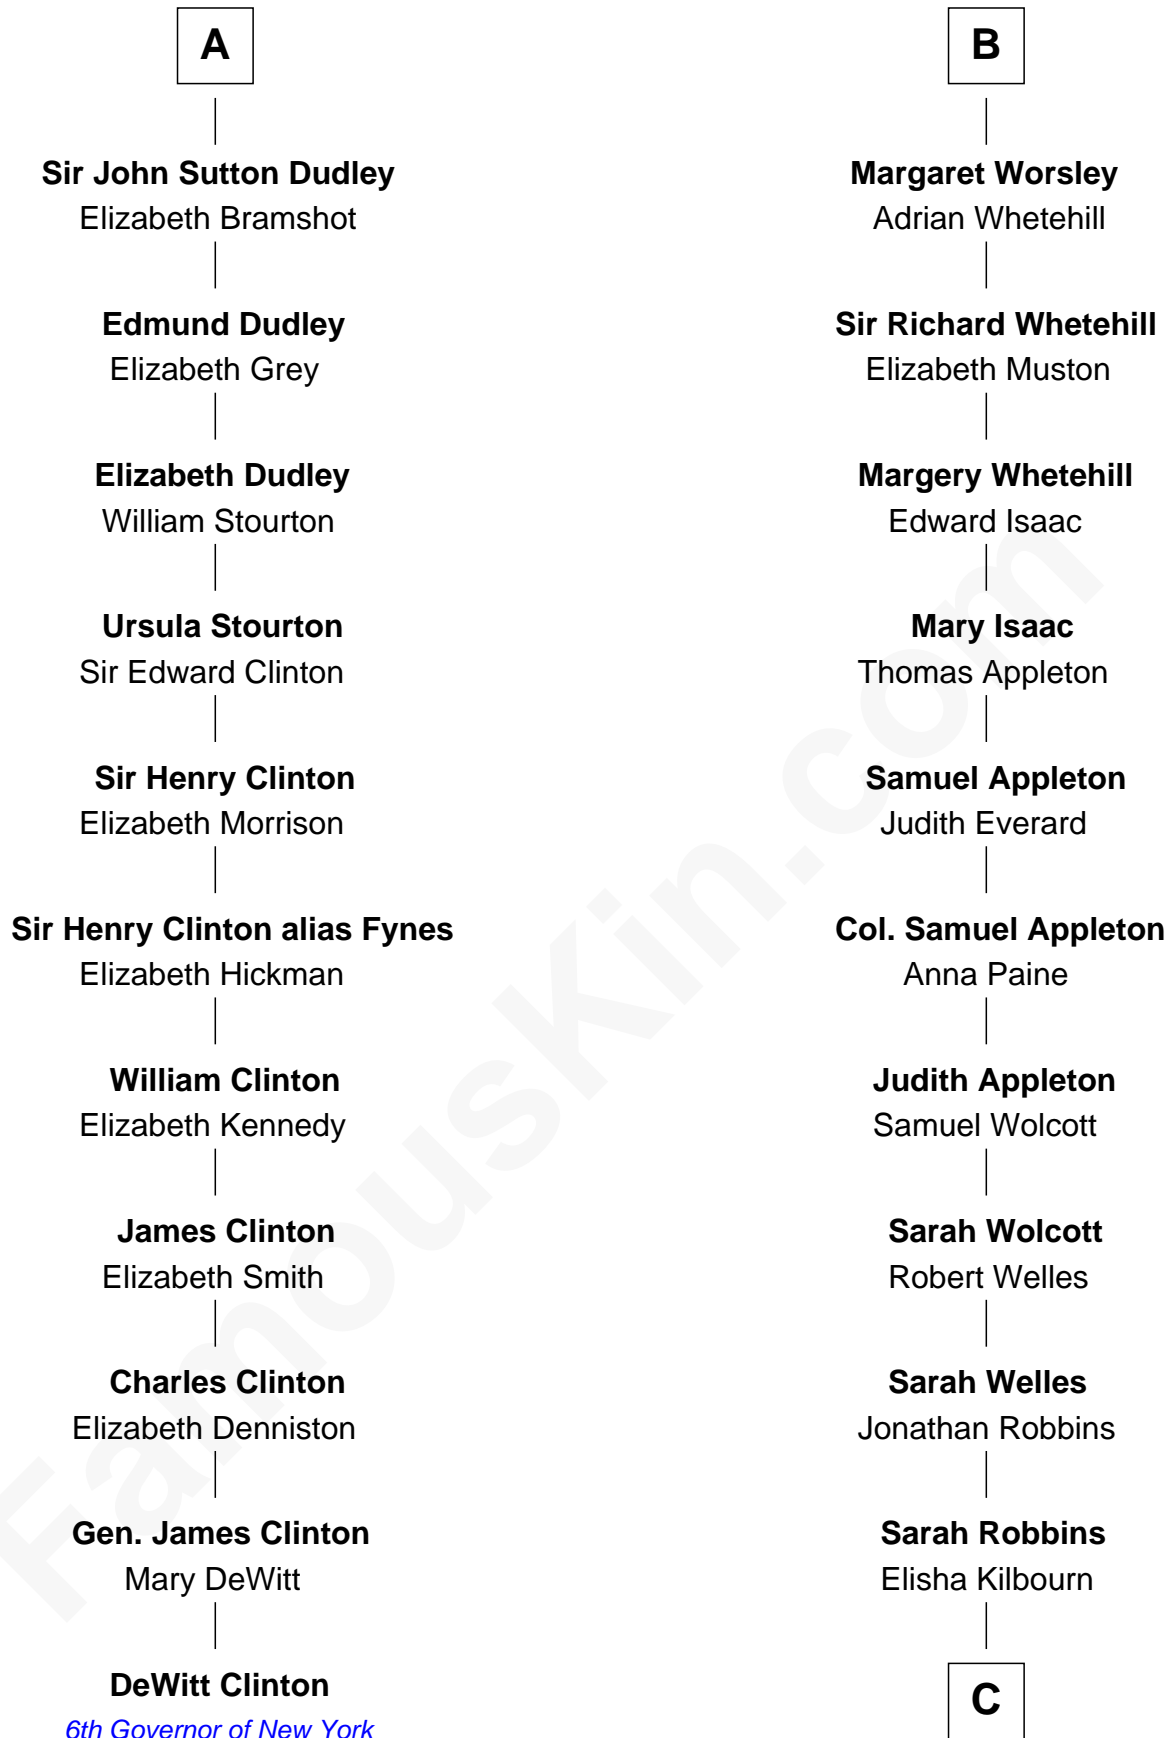 A
Sir John Sutton Dudley
Elizabeth Bramshot
Edmund Dudley
Elizabeth Grey
Elizabeth Dudley
William Stourton
Ursula Stourton
Sir Edward Clinton
Sir Henry Clinton
Elizabeth Morrison
Sir Henry Clinton alias Fynes
Elizabeth Hickman
William Clinton
Elizabeth Kennedy
James Clinton
Elizabeth Smith
Charles Clinton
Elizabeth Denniston
Gen. James Clinton
Mary DeWitt
DeWitt Clinton
6th Governor of New York
B
Margaret Worsley
Adrian Whetehill
Sir Richard Whetehill
Elizabeth Muston
Margery Whetehill
Edward Isaac
Mary Isaac
Thomas Appleton
Samuel Appleton
Judith Everard
Col. Samuel Appleton
Anna Paine
Judith Appleton
Samuel Wolcott
Sarah Wolcott
Robert Welles
Sarah Welles
Jonathan Robbins
Sarah Robbins
Elisha Kilbourn
C
FamousKin.com